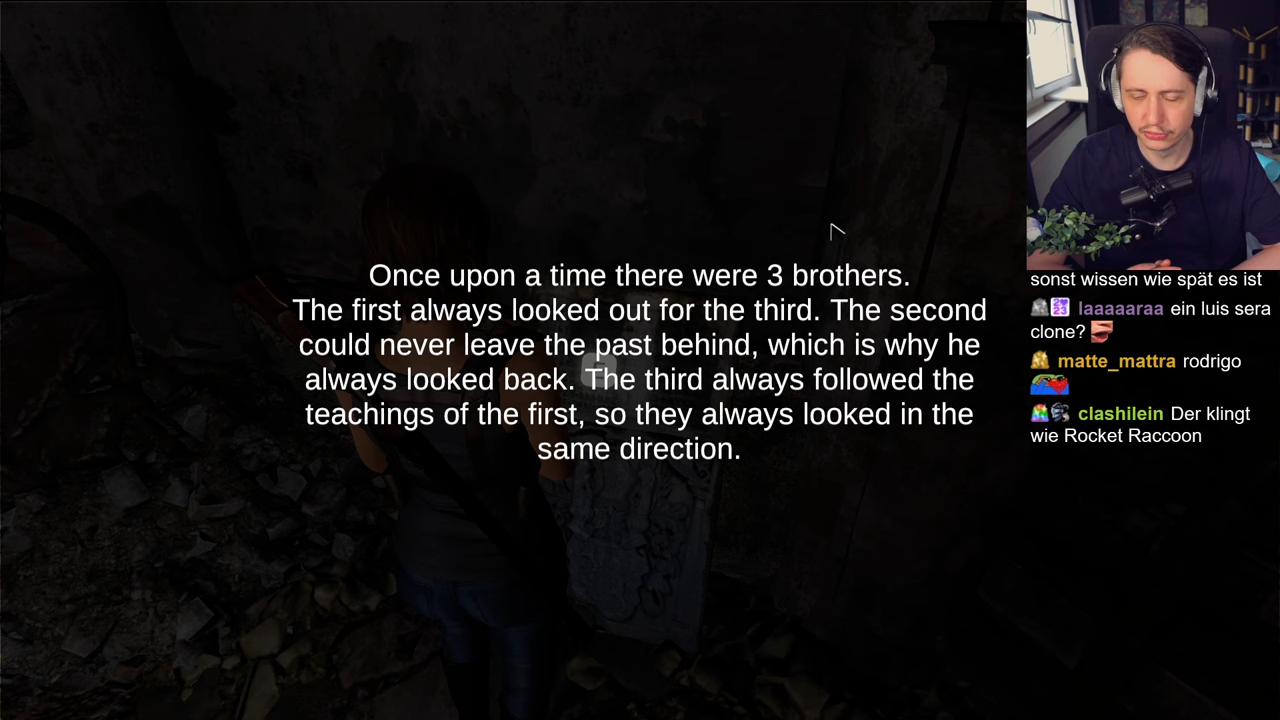 Once upon a time there were 3 brothers.
The first always looked out for the third. The second
could never leave the past behind, which is why he
always looked back. The third always followed the
teachings of the first, so they always looked in the
same direction.
sonst wissen wie spät es ist
laaaaaraa ein luis sera
clone?
matte_mattra rodrigo
clashilein Der klingt
wie Rocket Raccoon